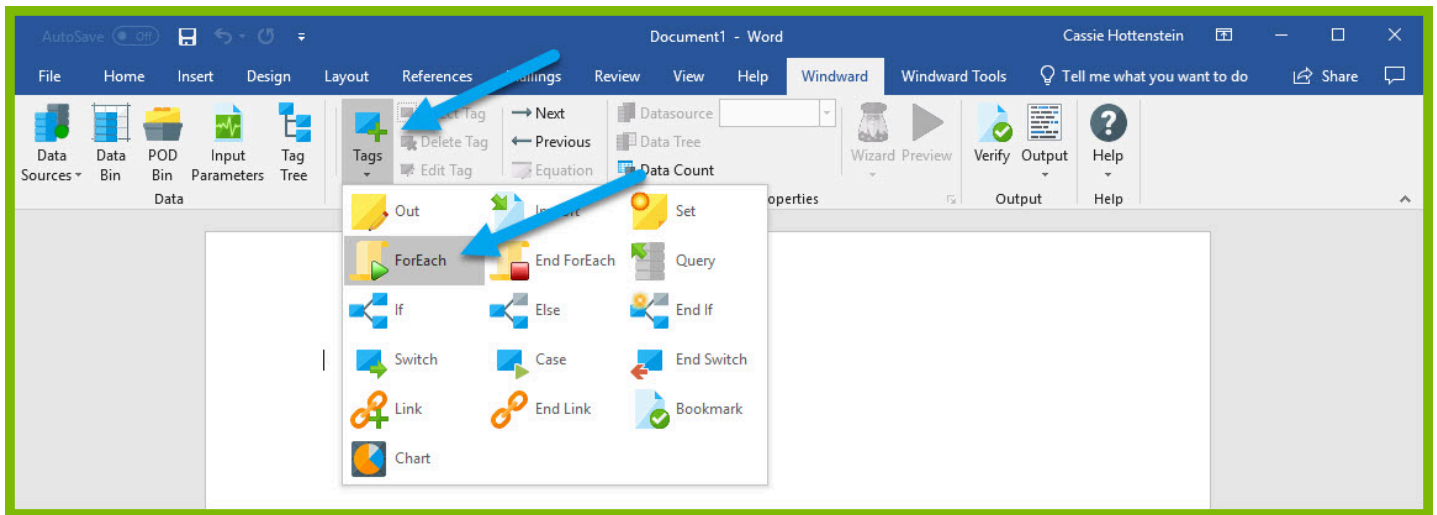 AutoSave Off Document1 - Word Cassie Hottenstein
File Home Insert Design Layout References Mailings Review View Help Windward Windward Tools Tell me what you want to do Share
Data Sources Data Bin POD Bin Input Parameters Tag Tree
Data
Tags
Select Tag
Delete Tag
Edit Tag
Next
Previous
Equation
Datasource
Data Tree
Data Count
Wizard Preview Verify Output Help
Output Help
Out Set
ForEach End ForEach Query
If Else End If
Switch Case End Switch
Link End Link Bookmark
Chart